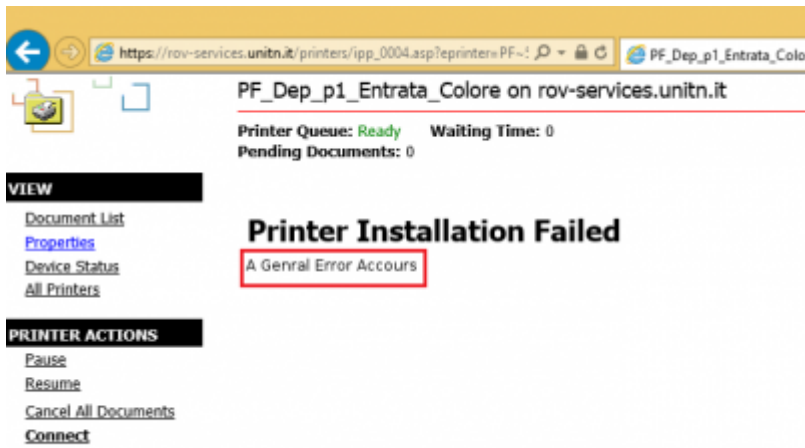 https://rov-services.unitn.it/printers/ipp_0004.asp?eprinter=PF~
PF_Dep_p1_Entrata_Colo
PF_Dep_p1_Entrata_Colore on rov-services.unitn.it
Printer Queue: Ready Waiting Time: 0
Pending Documents: 0
VIEW
Document List
Properties
Device Status
All Printers
Printer Installation Failed
A Genral Error Accours
PRINTER ACTIONS
Pause
Resume
Cancel All Documents
Connect